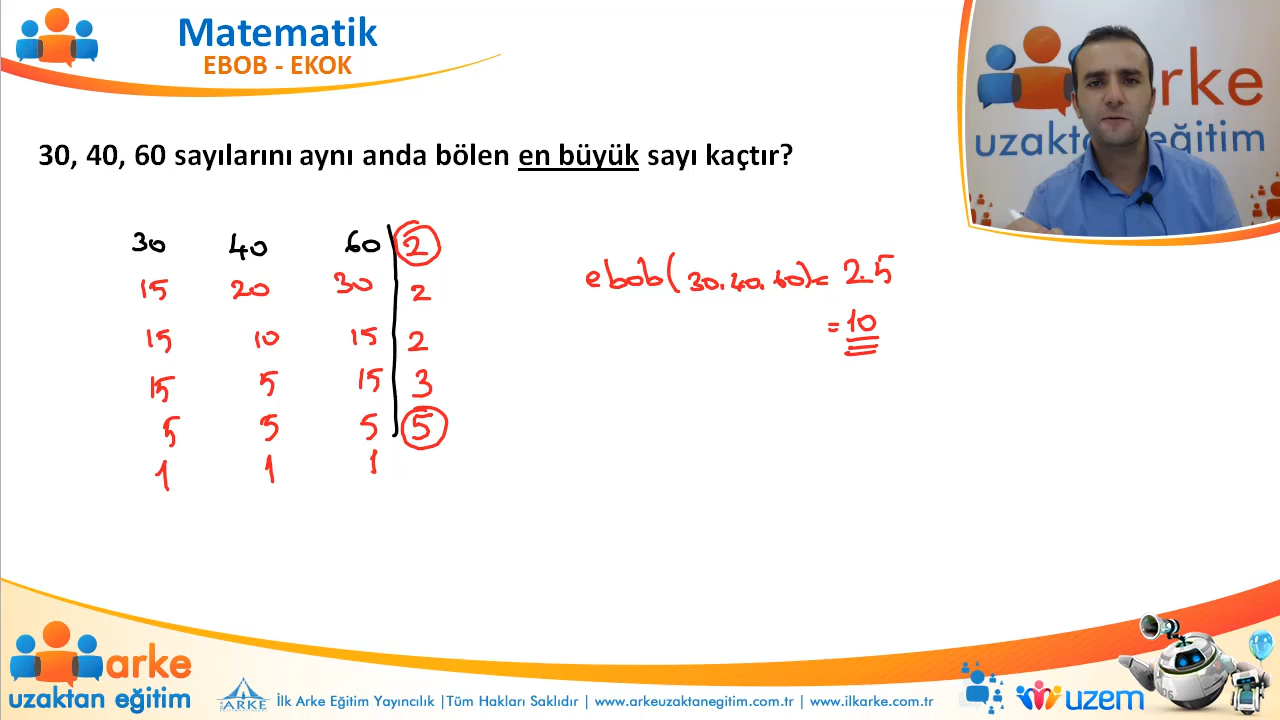 Matematik
EBOB - EKOK
arke
uzaktan eğitim
30, 40, 60 sayılarını aynı anda bölen en büyük sayı kaçtır?
30 40 60 2
15 20 30 2
15 10 15 2
15 5 15 3
5 5 5 5
1 1 1
ebob(30.40.60)= 2.5
= 10
arke
uzaktan eğitim
ARKE
İlk Arke Eğitim Yayıncılık |Tüm Hakları Saklıdır | www.arkeuzaktanegitim.com.tr | www.ilkarke.com.tr
uzem